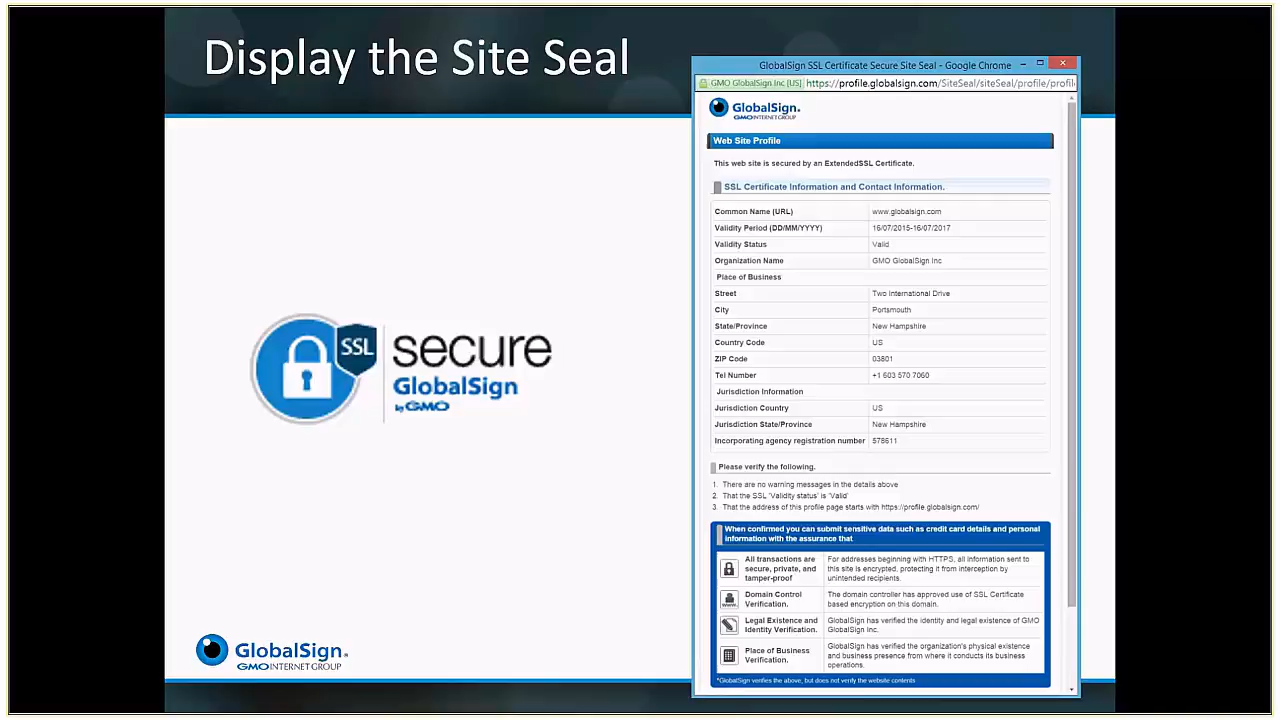 Display the Site Seal
SSL
secure
GlobalSign
by GMO
GlobalSign.
GMO INTERNET GROUP
GlobalSign SSL Certificate Secure Site Seal - Google Chrome
GMO GlobalSign Inc [US] https://profile.globalsign.com/SiteSeal/siteSeal/profile/profil
GlobalSign.
GMO INTERNET GROUP
Web Site Profile
This web site is secured by an ExtendedSSL Certificate.
SSL Certificate Information and Contact Information.
Common Name (URL) www.globalsign.com
Validity Period (DD/MM/YYYY) 16/07/2015-16/07/2017
Validity Status Valid
Organization Name GMO GlobalSign Inc
Place of Business
Street Two International Drive
City Portsmouth
State/Province New Hampshire
Country Code US
ZIP Code 03801
Tel Number +1 603 570 7060
Jurisdiction Information
Jurisdiction Country US
Jurisdiction State/Province New Hampshire
Incorporating agency registration number 578611
Please verify the following.
1. There are no warning messages in the details above
2. That the SSL 'Validity status' is 'Valid'
3. That the address of this profile page starts with https://profile.globalsign.com/
When confirmed you can submit sensitive data such as credit card details and personal
information with the assurance that
All transactions are
secure, private, and
tamper-proof
For addresses beginning with HTTPS, all information sent to
this site is encrypted, protecting it from interception by
unintended recipients.
www.
Domain Control
Verification.
The domain controller has approved use of SSL Certificate
based encryption on this domain.
Legal Existence and
Identity Verification.
GlobalSign has verified the identity and legal existence of GMO
GlobalSign Inc.
Place of Business
Verification.
GlobalSign has verified the organization's physical existence
and business presence from where it conducts its business
operations.
*GlobalSign verifies the above, but does not verify the website contents